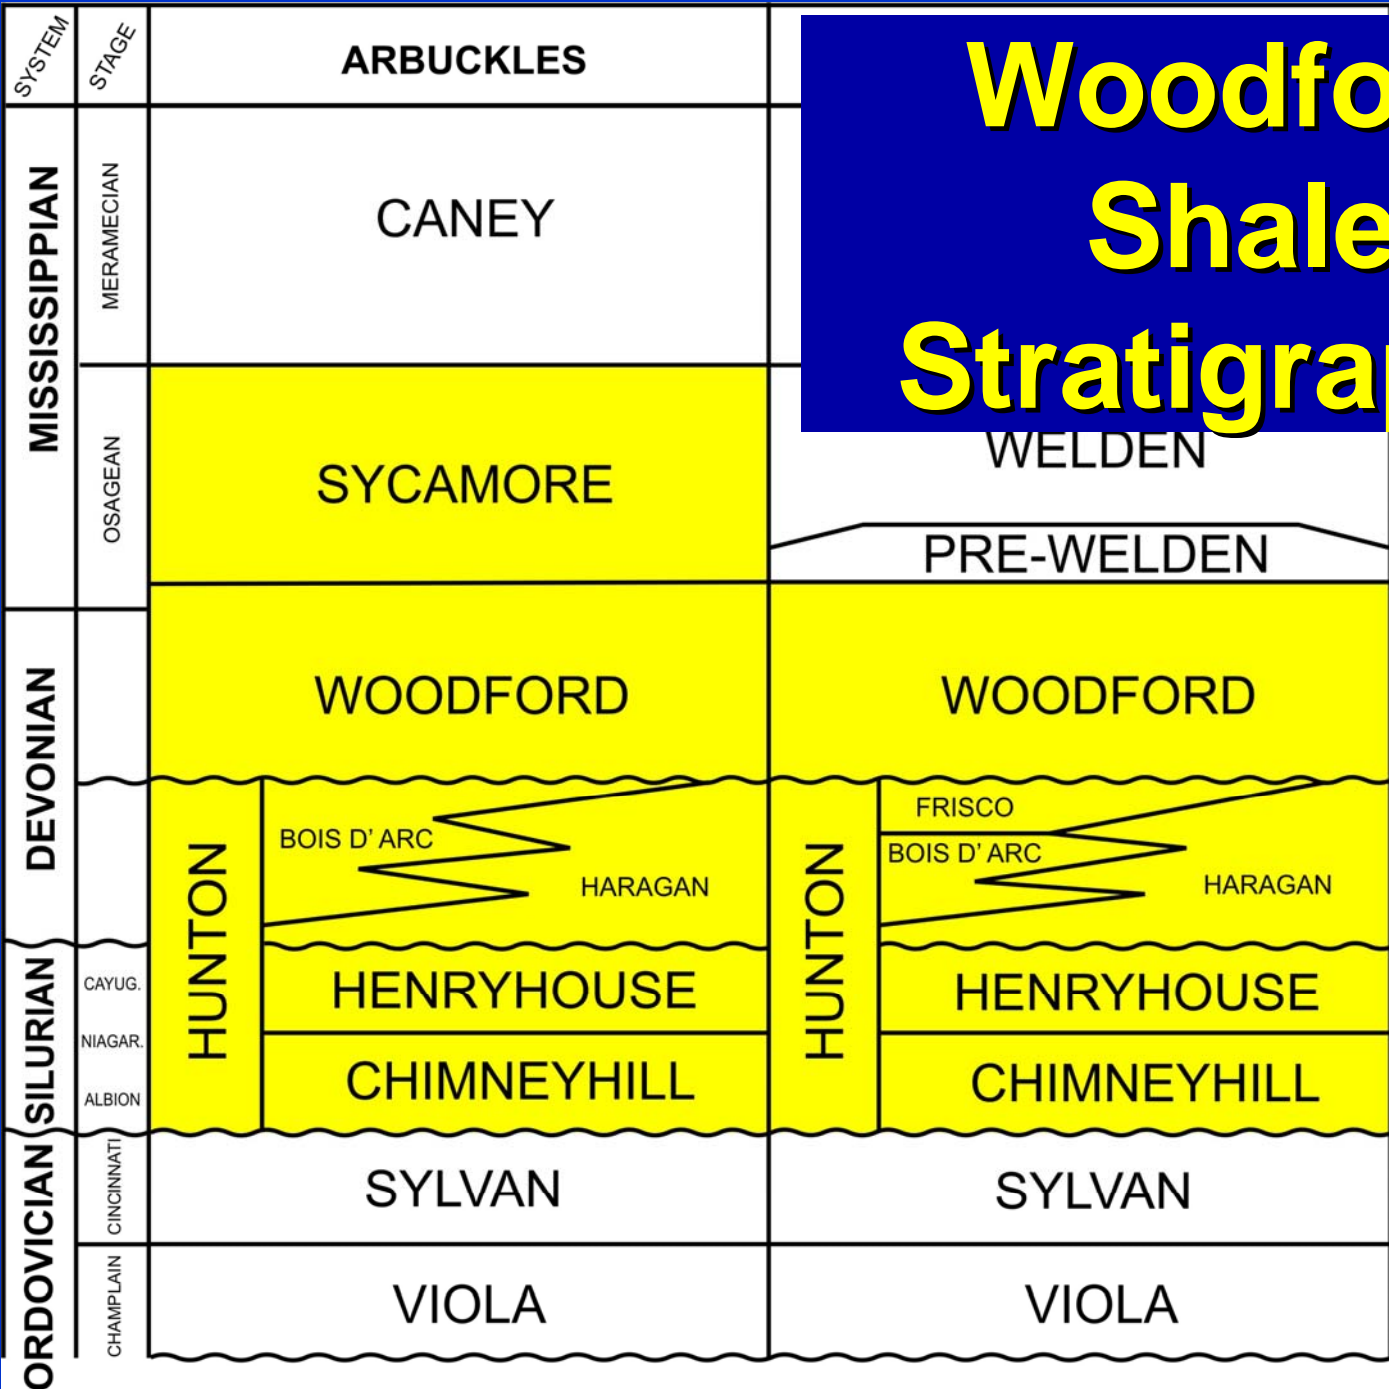 SYSTEM
STAGE
ARBUCKLES
Woodfo
Shale
Stratigra
MISSISSIPPIAN
MERAMECIAN
CANEY
OSAGEAN
SYCAMORE
WELDEN
PRE-WELDEN
DEVONIAN
WOODFORD
WOODFORD
HUNTON
BOIS D' ARC
HARAGAN
HUNTON
FRISCO
BOIS D' ARC
HARAGAN
SILURIAN
CAYUG.
NIAGAR.
ALBION
HENRYHOUSE
HENRYHOUSE
CHIMNEYHILL
CHIMNEYHILL
ORDOVICIAN
CINCINNATI
SYLVAN
SYLVAN
CHAMPLAIN
VIOLA
VIOLA